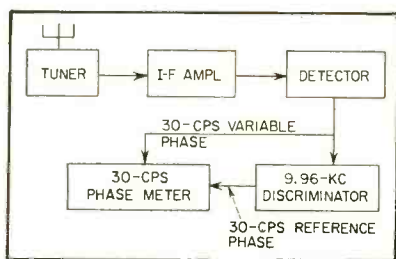 TUNER
I-F AMPL
DETECTOR
30-CPS VARIABLE
PHASE
30-CPS
PHASE METER
9.96-KC
DISCRIMINATOR
30-CPS REFERENCE
PHASE